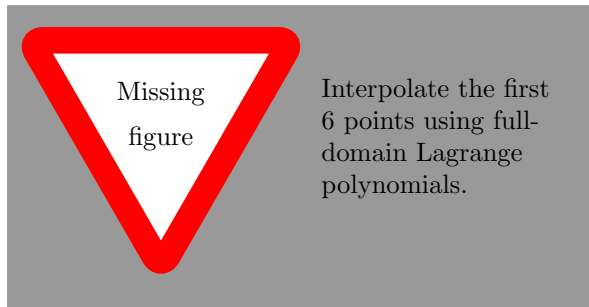 Missing
figure
Interpolate the first
6 points using full-
domain Lagrange
polynomials.